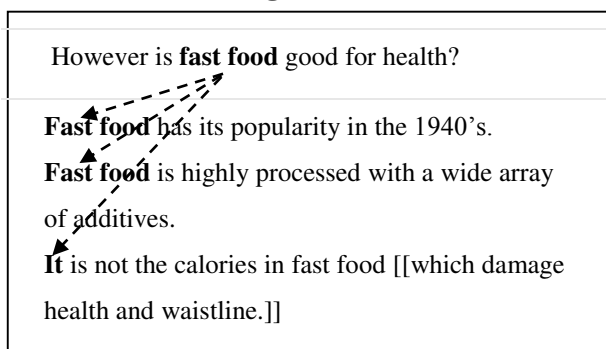 However is fast food good for health?
Fast food has its popularity in the 1940's.
Fast food is highly processed with a wide array
of additives.
It is not the calories in fast food [[which damage
health and waistline.]]